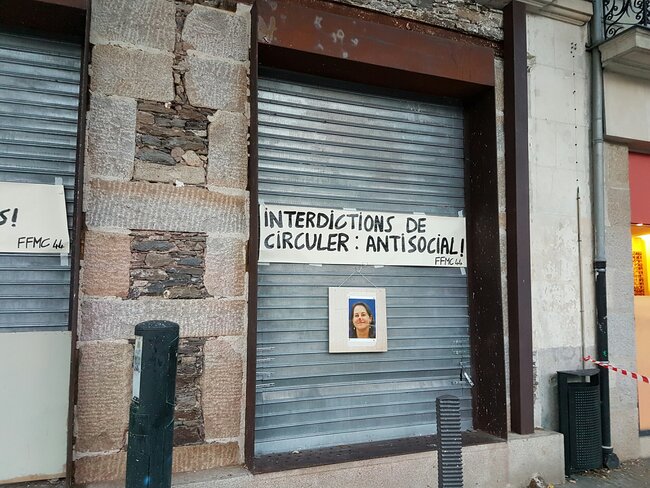 S!
FFMC 44
INTERDICTIONS DE
CIRCULER : ANTISOCIAL!
FFMC 44